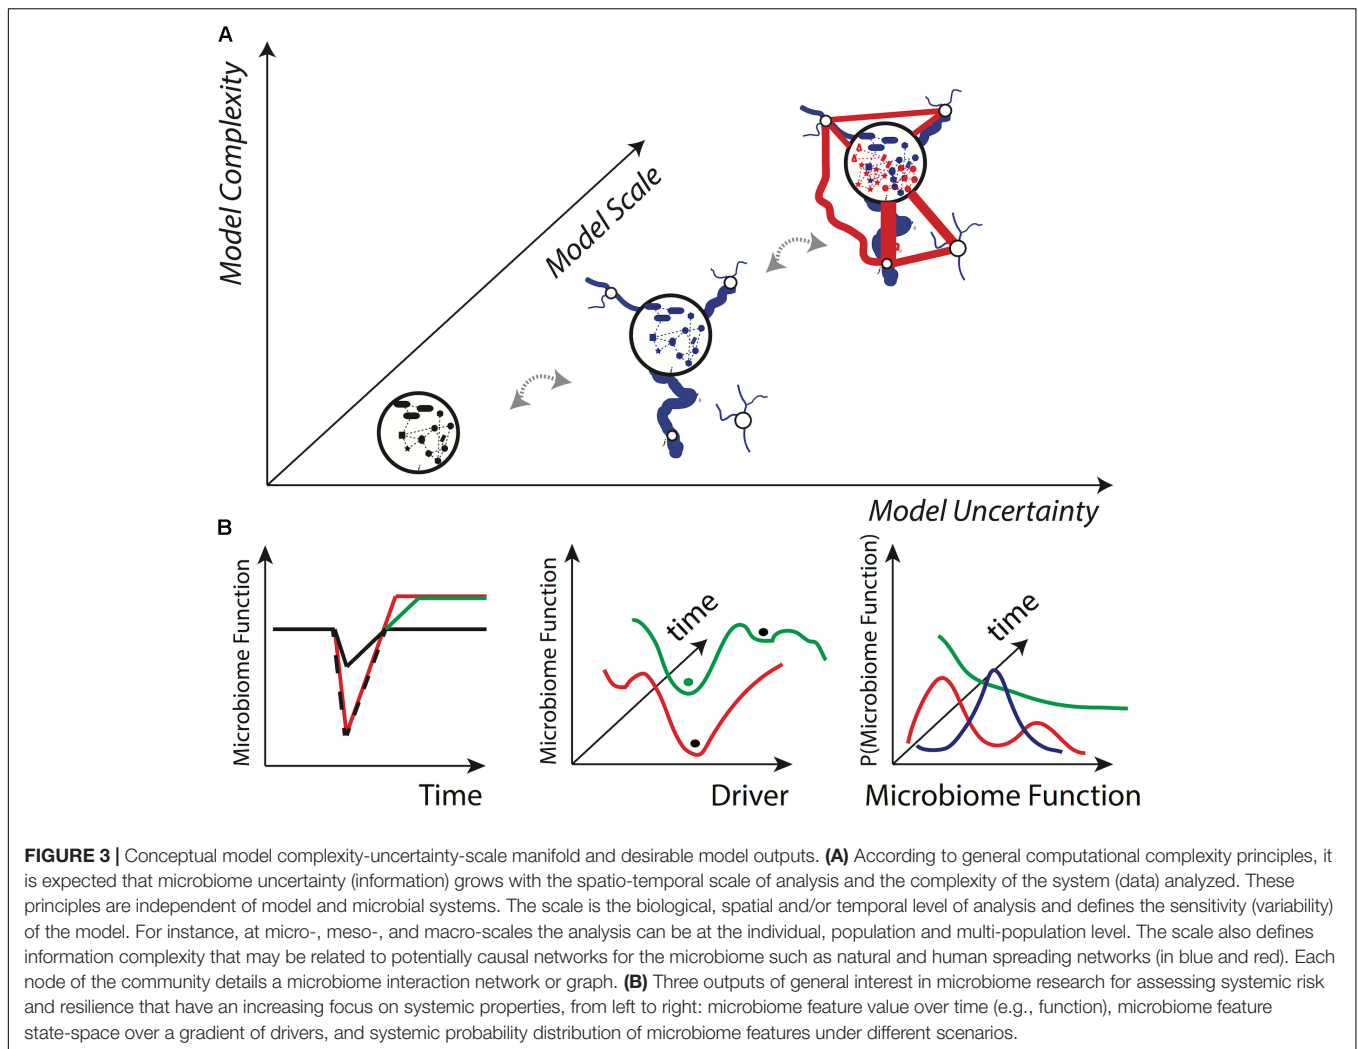 A
Model Complexity
Model Scale
Model Uncertainty
B
Microbiome Function
Time
Microbiome Function
time
Driver
P(Microbiome Function)
time
Microbiome Function
FIGURE 3 | Conceptual model complexity-uncertainty-scale manifold and desirable model outputs. (A) According to general computational complexity principles, it
is expected that microbiome uncertainty (information) grows with the spatio-temporal scale of analysis and the complexity of the system (data) analyzed. These
principles are independent of model and microbial systems. The scale is the biological, spatial and/or temporal level of analysis and defines the sensitivity (variability)
of the model. For instance, at micro-, meso-, and macro-scales the analysis can be at the individual, population and multi-population level. The scale also defines
information complexity that may be related to potentially causal networks for the microbiome such as natural and human spreading networks (in blue and red). Each
node of the community details a microbiome interaction network or graph. (B) Three outputs of general interest in microbiome research for assessing systemic risk
and resilience that have an increasing focus on systemic properties, from left to right: microbiome feature value over time (e.g., function), microbiome feature
state-space over a gradient of drivers, and systemic probability distribution of microbiome features under different scenarios.